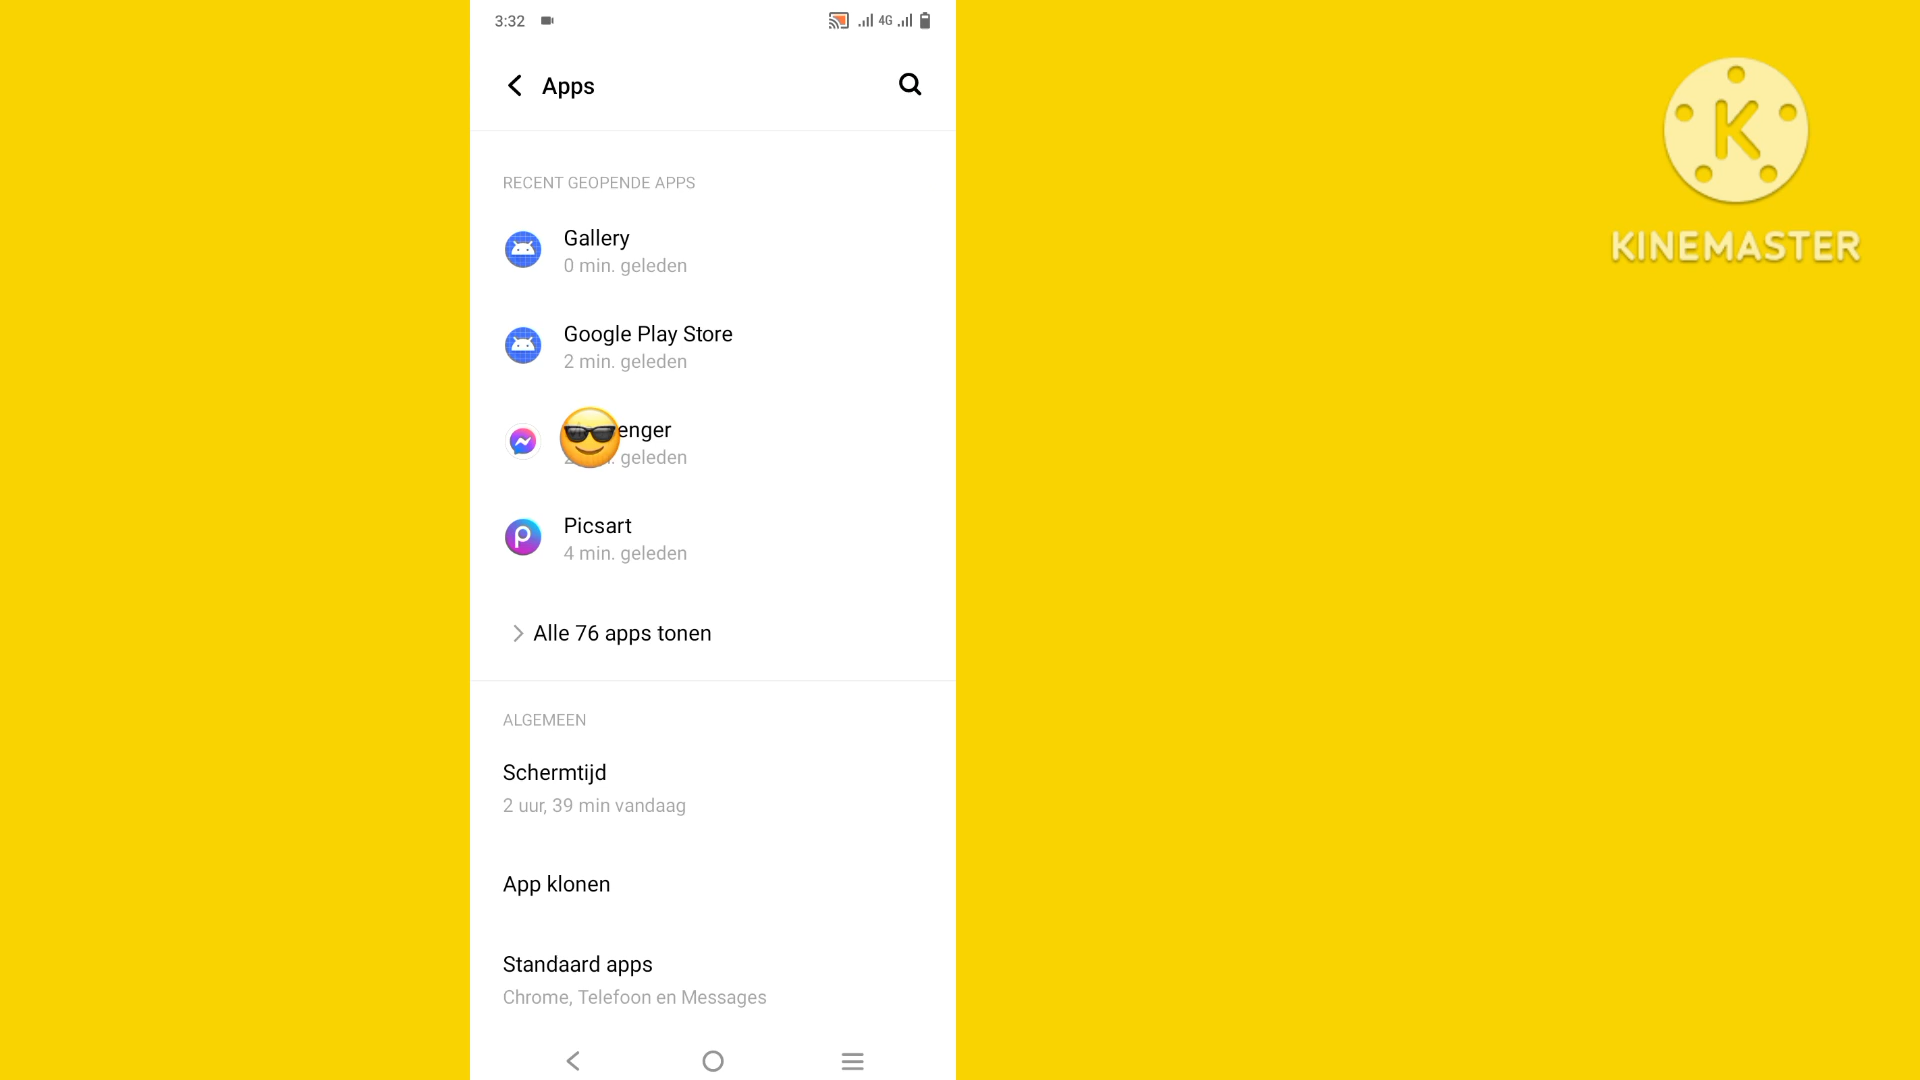 3:32
4G
Apps
RECENT GEOPENDE APPS
Gallery
0 min. geleden
Google Play Store
2 min. geleden
enger
geleden
Picsart
4 min. geleden
Alle 76 apps tonen
ALGEMEEN
Schermtijd
2 uur, 39 min vandaag
App klonen
Standaard apps
Chrome, Telefoon en Messages
K
KINEMASTER